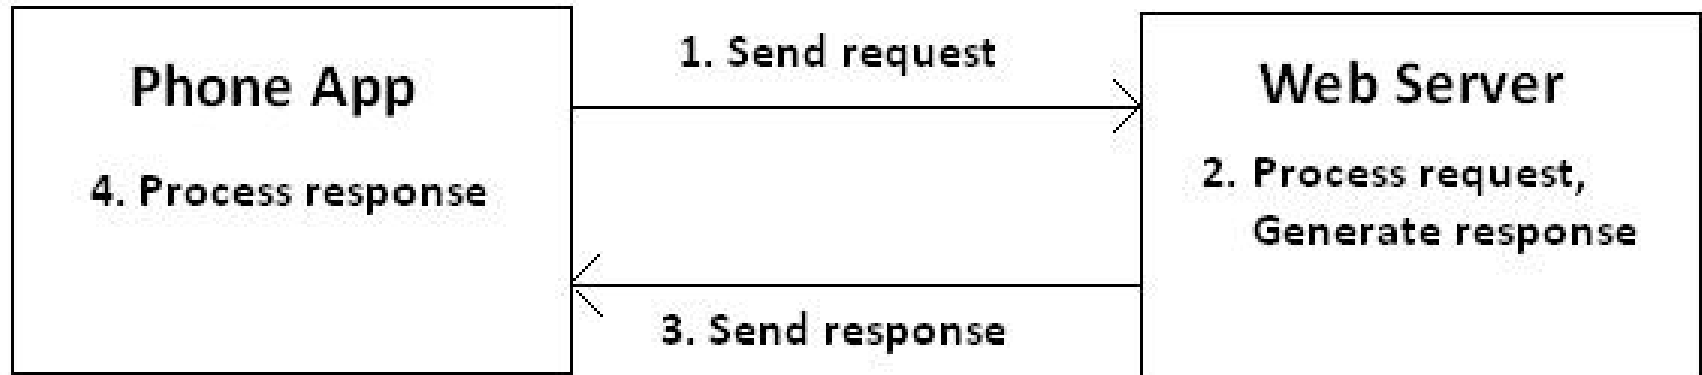 Phone App
4. Process response
1. Send request
3. Send response
Web Server
2. Process request,
Generate response